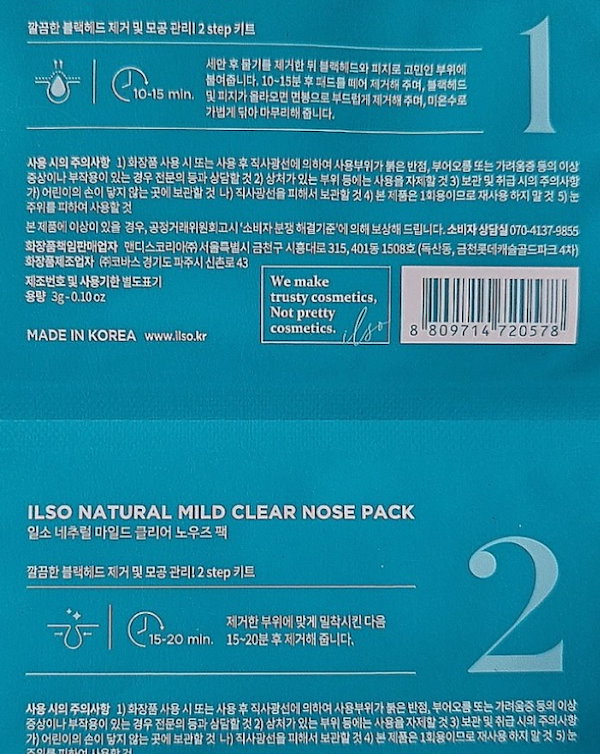 깔끔한 블랙헤드 제거 및 모공 관리! 2 step 키트
1
세안 후 물기를 제거한 뒤 블랙헤드와 피지로 고민인 부위에
붙여줍니다. 10~15분 후 패드를 떼어 제거해 주며, 블랙헤드
및 피지가 올라오면 면봉으로 부드럽게 제거해 주며, 미온수로
가볍게 닦아 마무리해 줍니다.
10-15 min.
사용 시의 주의사항 1) 화장품 사용 시 또는 사용 후 직사광선에 의하여 사용부위가 붉은 반점, 부어오름 또는 가려움증 등의 이상
증상이나 부작용이 있는 경우 전문의 등과 상담할 것 2) 상처가 있는 부위 등에는 사용을 자제할 것 3) 보관 및 취급 시의 주의사항
가) 어린이의 손이 닿지 않는 곳에 보관할 것 나) 직사광선을 피해서 보관할 것 4) 본 제품은 1회용이므로 재사용 하지 말 것 5) 눈
주위를 피하여 사용할 것
본 제품에 이상이 있을 경우, 공정거래위원회고시 '소비자 분쟁 해결기준'에 의해 보상해 드립니다. 소비자 상담실 070-4137-9855
화장품책임판매업자 맨디스코리아㈜ 서울특별시 금천구 시흥대로 315, 401동 1508호 (독산동, 금천롯데캐슬골드파크 4차)
화장품제조업자 ㈜코바스 경기도 파주시 신촌로 43
제조번호 및 사용기한 별도표기
용량 3g-0.10 oz
We make
trusty cosmetics,
Not pretty
cosmetics.
ilso
8 809714 720578
MADE IN KOREA www.ilso.kr
ILSO NATURAL MILD CLEAR NOSE PACK
일소 네추럴 마일드 클리어 노우즈 팩
2
깔끔한 블랙헤드 제거 및 모공 관리! 2 step 키트
15-20 min.
제거한 부위에 맞게 밀착시킨 다음
15~20분 후 제거해 줍니다.
사용 시의 주의사항 1) 화장품 사용 시 또는 사용 후 직사광선에 의하여 사용부위가 붉은 반점, 부어오름 또는 가려움증 등의 이상
증상이나 부작용이 있는 경우 전문의 등과 상담할 것 2) 상처가 있는 부위 등에는 사용을 자제할 것 3) 보관 및 취급 시의 주의사항
가) 어린이의 손이 닿지 않는 곳에 보관할 것 나) 직사광선을 피해서 보관할 것 4) 본 제품은 1회용이므로 재사용 하지 말 것 5) 눈